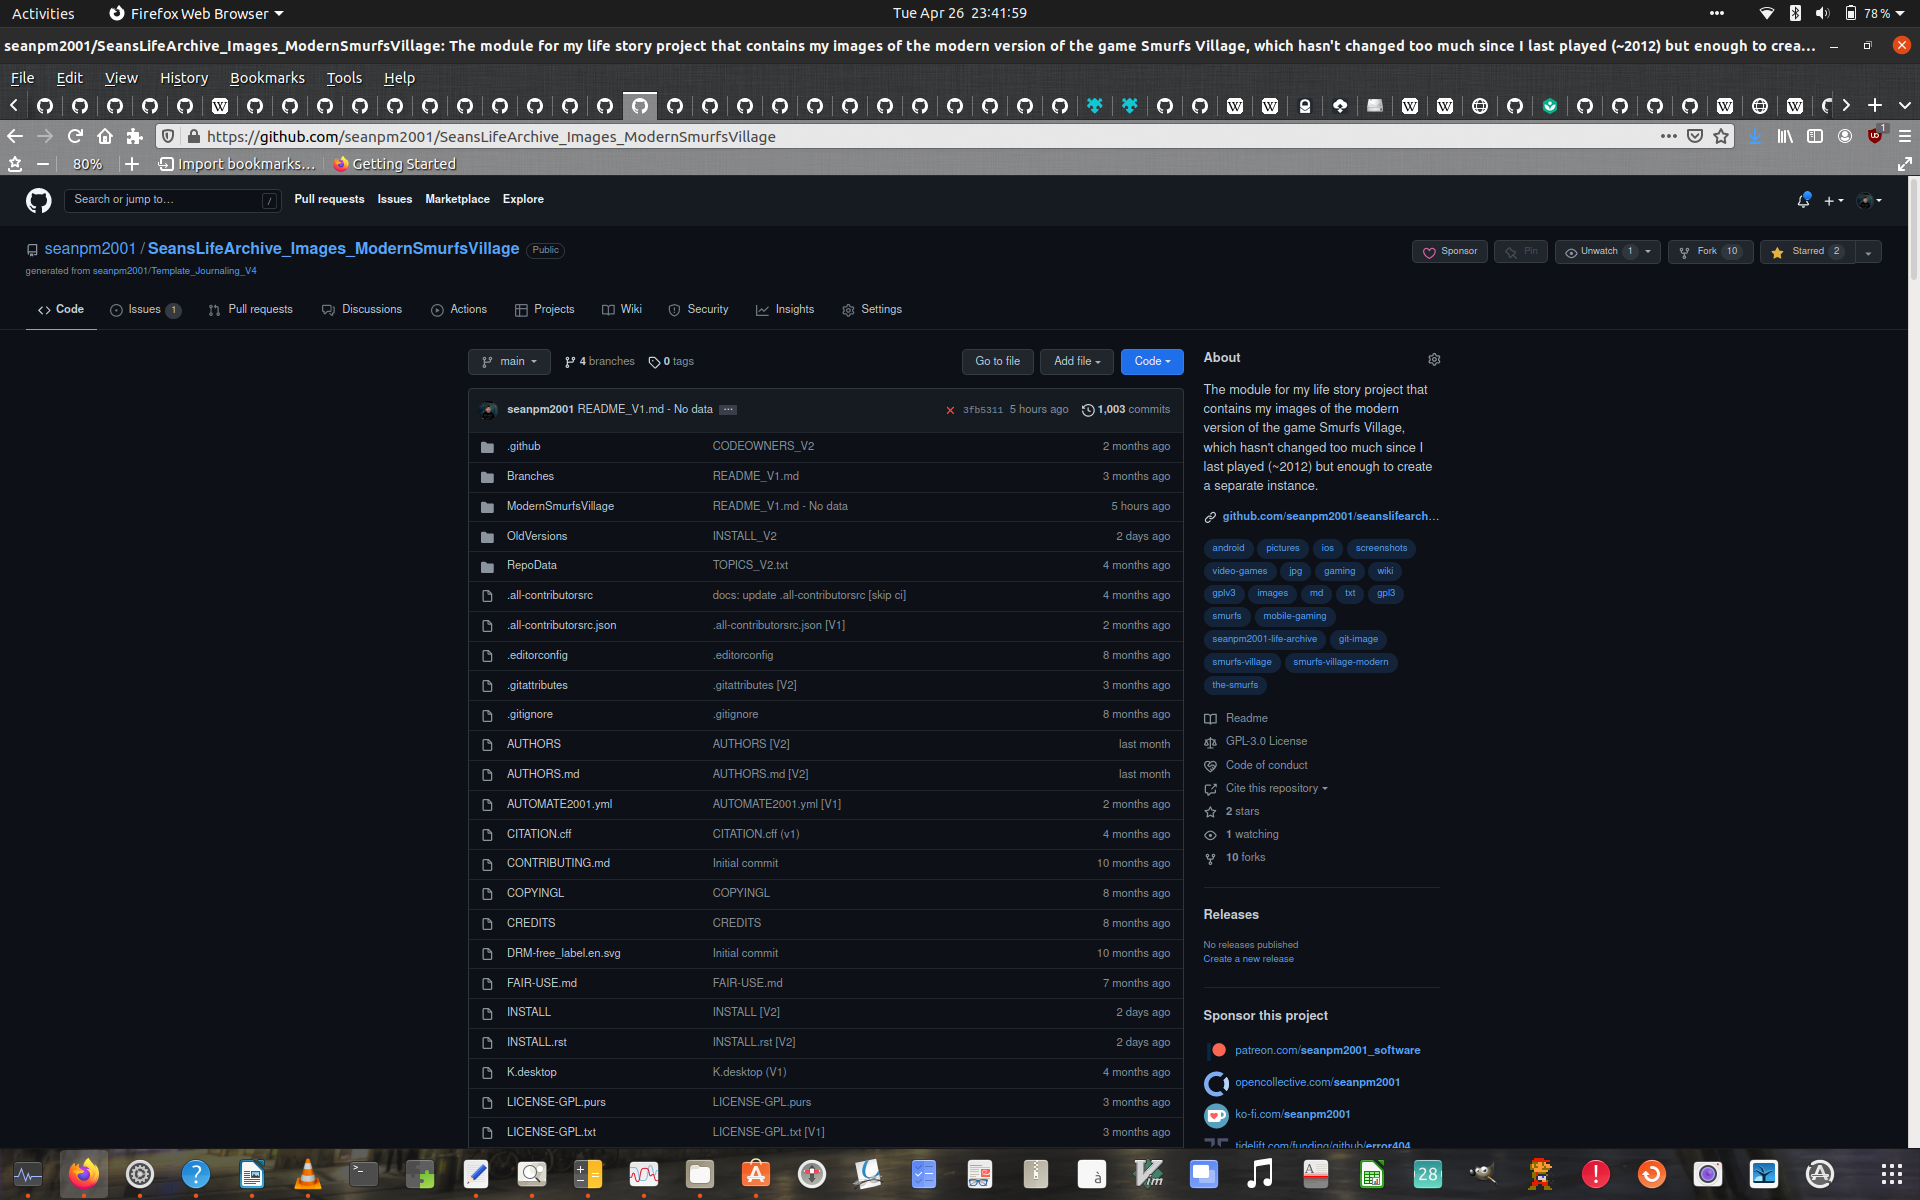 Activities Firefox Web Browser Tue Apr 26 23:41:59 78 %
seanpm2001/SeansLifeArchive_Images_ModernSmurfsVillage: The module for my life story project that contains my images of the modern version of the game Smurfs Village, which hasn't changed too much since I last played (~2012) but enough to crea…
File Edit View History Bookmarks Tools Help
https://github.com/seanpm2001/SeansLifeArchive_Images_ModernSmurfsVillage 1
80% Import bookmarks… Getting Started
Search or jump to… / Pull requests Issues Marketplace Explore
seanpm2001 / SeansLifeArchive_Images_ModernSmurfsVillage Public Sponsor Pin Unwatch 1 Fork 10 Starred 2
generated from seanpm2001/Template_Journaling_V4
Code Issues 1 Pull requests Discussions Actions Projects Wiki Security Insights Settings
main 4 branches 0 tags Go to file Add file Code
seanpm2001 README_V1.md - No data ... 3fb5311 5 hours ago 1,003 commits
.github CODEOWNERS_V2 2 months ago
Branches README_V1.md 3 months ago
ModernSmurfsVillage README_V1.md - No data 5 hours ago
OldVersions INSTALL_V2 2 days ago
RepoData TOPICS_V2.txt 4 months ago
.all-contributorsrc docs: update .all-contributorsrc [skip ci] 4 months ago
.all-contributorsrc.json .all-contributorsrc.json [V1] 2 months ago
.editorconfig .editorconfig 8 months ago
.gitattributes .gitattributes [V2] 3 months ago
.gitignore .gitignore 8 months ago
AUTHORS AUTHORS [V2] last month
AUTHORS.md AUTHORS.md [V2] last month
AUTOMATE2001.yml AUTOMATE2001.yml [V1] 2 months ago
CITATION.cff CITATION.cff (v1) 4 months ago
CONTRIBUTING.md Initial commit 10 months ago
COPYINGL COPYINGL 8 months ago
CREDITS CREDITS 8 months ago
DRM-free_label.en.svg Initial commit 10 months ago
FAIR-USE.md FAIR-USE.md 7 months ago
INSTALL INSTALL [V2] 2 days ago
INSTALL.rst INSTALL.rst [V2] 2 days ago
K.desktop K.desktop (V1) 4 months ago
LICENSE-GPL.purs LICENSE-GPL.purs 3 months ago
LICENSE-GPL.txt LICENSE-GPL.txt [V1] 3 months ago
About
The module for my life story project that
contains my images of the modern
version of the game Smurfs Village,
which hasn't changed too much since I
last played (~2012) but enough to create
a separate instance.
github.com/seanpm2001/seanslifearch…
android pictures ios screenshots
video-games jpg gaming wiki
gplv3 images md txt gpl3
smurfs mobile-gaming
seanpm2001-life-archive git-image
smurfs-village smurfs-village-modern
the-smurfs
Readme
GPL-3.0 License
Code of conduct
Cite this repository
2 stars
1 watching
10 forks
Releases
No releases published
Create a new release
Sponsor this project
patreon.com/seanpm2001_software
opencollective.com/seanpm2001
ko-fi.com/seanpm2001
tidelift.com/funding/github/error404
28